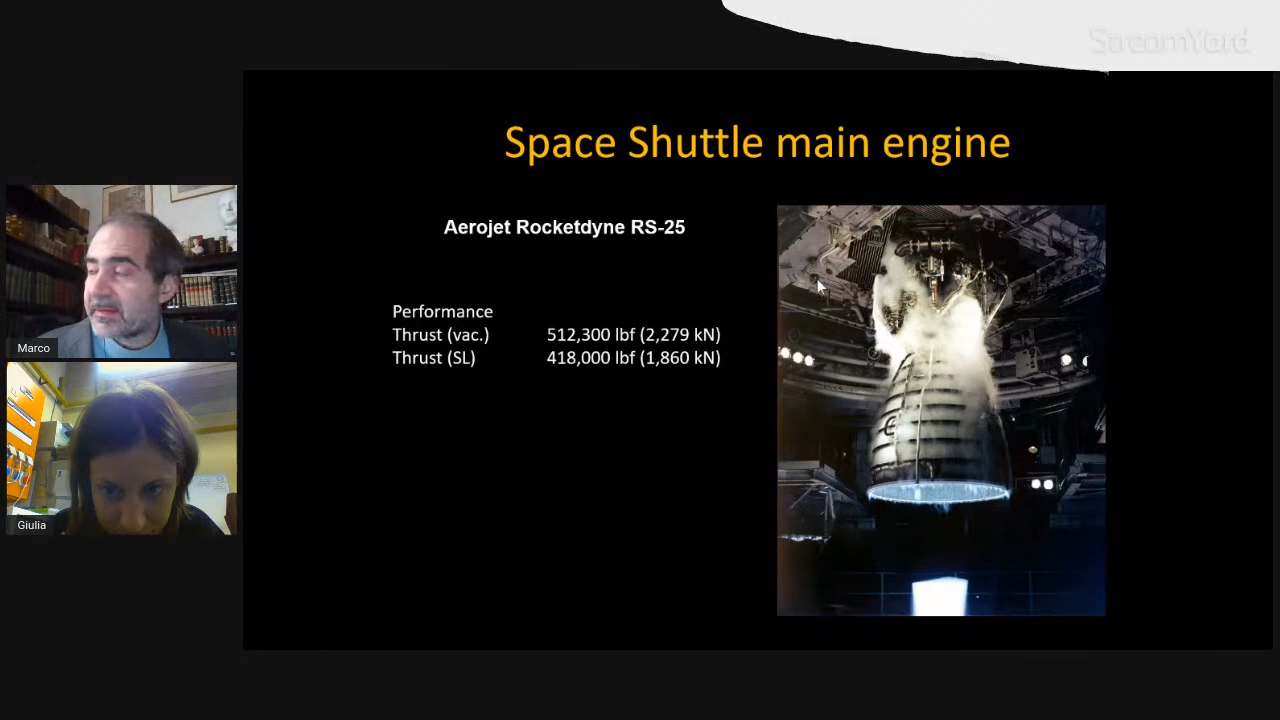 StreamYard
Space Shuttle main engine
Aerojet Rocketdyne RS-25
Performance
Thrust (vac.) 512,300 lbf (2,279 kN)
Thrust (SL) 418,000 lbf (1,860 kN)
Marco
Giulia